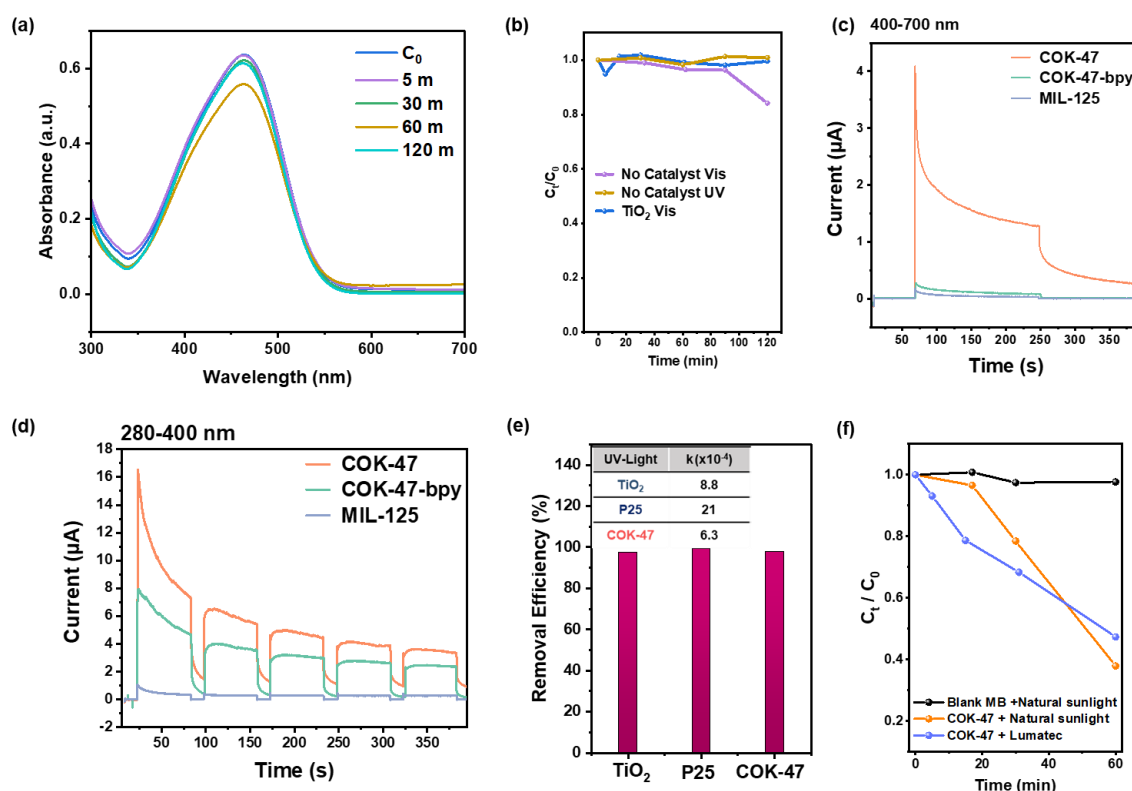 (a)
Absorbance (a.u.)
0.6
0.4
0.2
0.0
C₀
5 m
30 m
60 m
120 m
300 400 500 600 700
Wavelength (nm)
(b)
cₜ/C₀
1.0
0.8
0.6
0.4
0.2
0.0
No Catalyst Vis
No Catalyst UV
TiO₂ Vis
0 20 40 60 80 100 120
Time (min)
(c)
400-700 nm
Current (µA)
4
2
0
COK-47
COK-47-bpy
MIL-125
50 100 150 200 250 300 350
Time (s)
(d)
280-400 nm
Current (µA)
18
16
14
12
10
8
6
4
2
0
-2
COK-47
COK-47-bpy
MIL-125
50 100 150 200 250 300 350
Time (s)
(e)
Removal Efficiency (%)
140
120
100
80
60
40
20
0
UV-Light k (x10⁻⁴)
TiO₂ 8.8
P25 21
COK-47 6.3
TiO₂ P25 COK-47
(f)
Cₜ / C₀
1.0
0.8
0.6
0.4
0.2
Blank MB +Natural sunlight
COK-47 + Natural sunlight
COK-47 + Lumatec
0 20 40 60
Time (min)